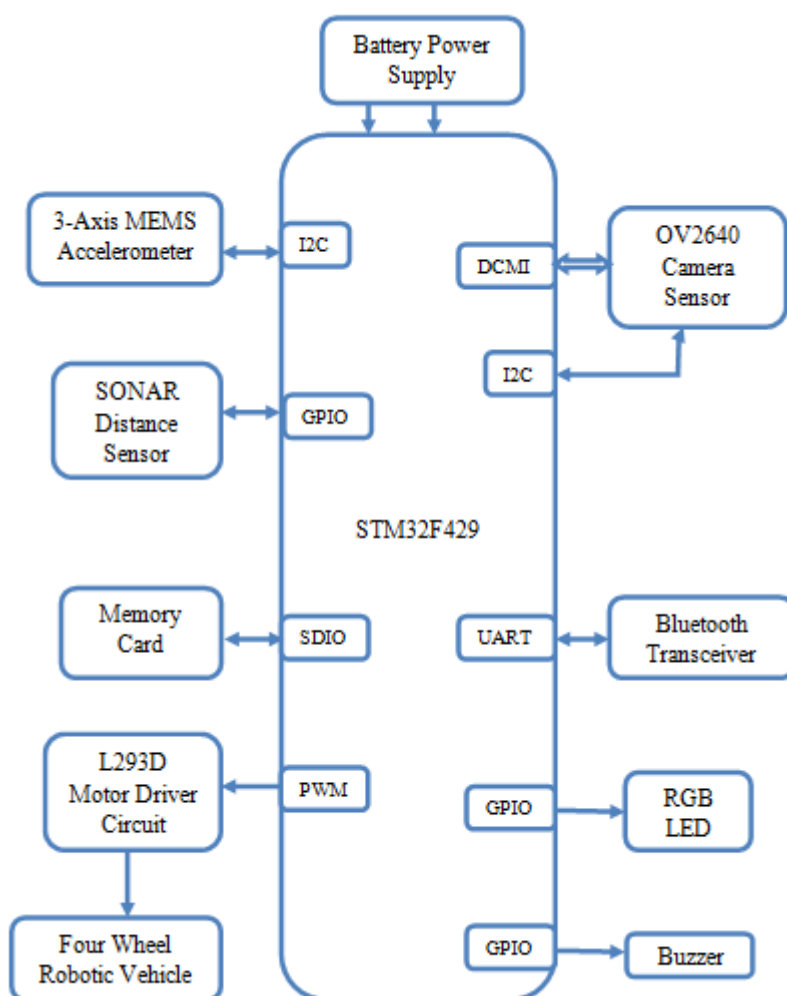 Battery Power
Supply
3-Axis MEMS
Accelerometer
I2C
DCMI
OV2640
Camera
Sensor
I2C
SONAR
Distance
Sensor
GPIO
STM32F429
Memory
Card
SDIO
UART
Bluetooth
Transceiver
L293D
Motor Driver
Circuit
PWM
GPIO
RGB
LED
Four Wheel
Robotic Vehicle
GPIO
Buzzer